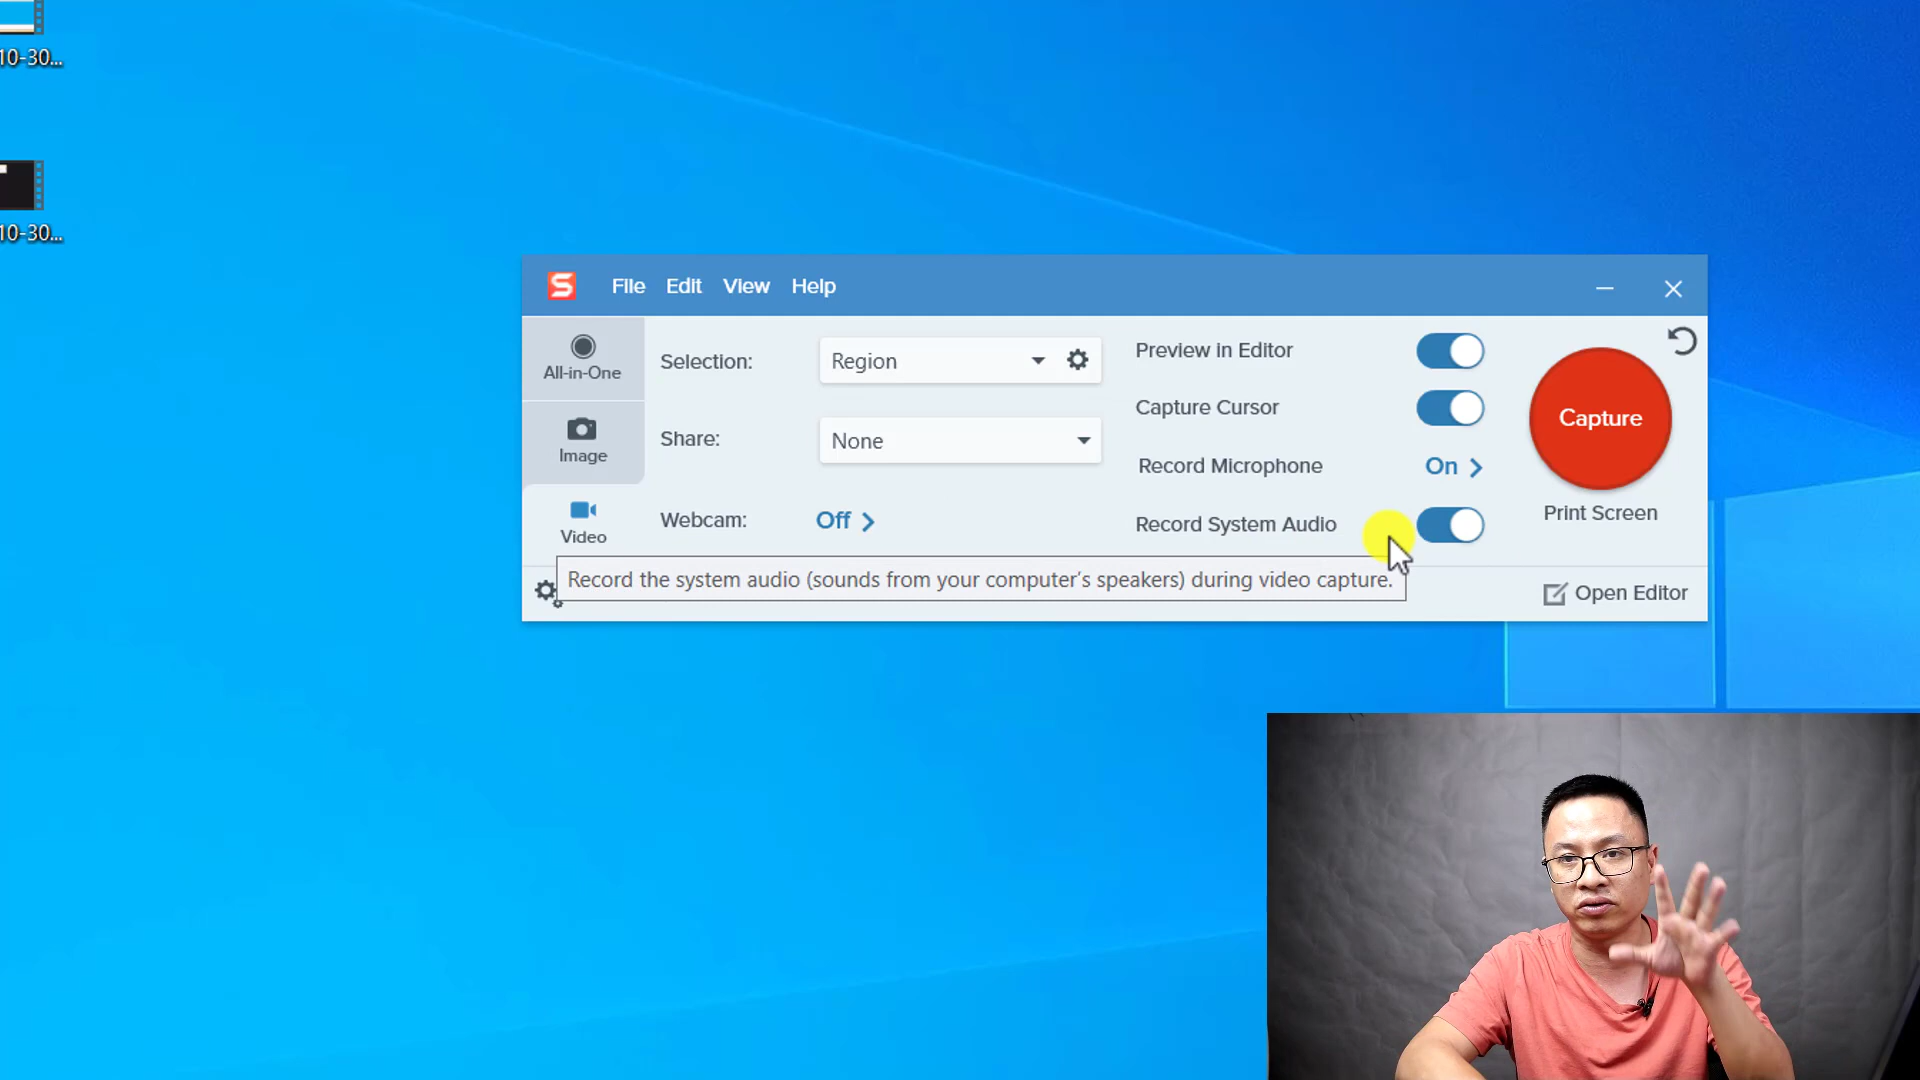 10-30...
10-30...
S
File Edit View Help
All-in-One
Image
Video
Selection:
Region
Share:
None
Webcam:
Off
Preview in Editor
Capture Cursor
Record Microphone
On
Record System Audio
Capture
Print Screen
Record the system audio (sounds from your computer's speakers) during video capture.
Open Editor